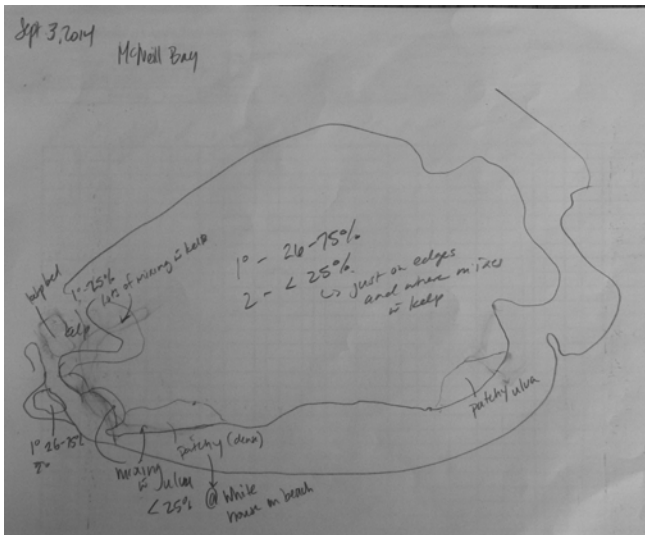 Sept 3, 2014
McNeill Bay
1° - 26-75%
2 - < 25%.
↳ just on edges
and where mixes
w̄ kelp
kelp bed
1° -25%
lots of mixing w̄ kelp
kelp
patchy ulva
1° 26-75%
2°
mixing
w̄ ulva
< 25%
patchy (dense)
@ white
house on beach